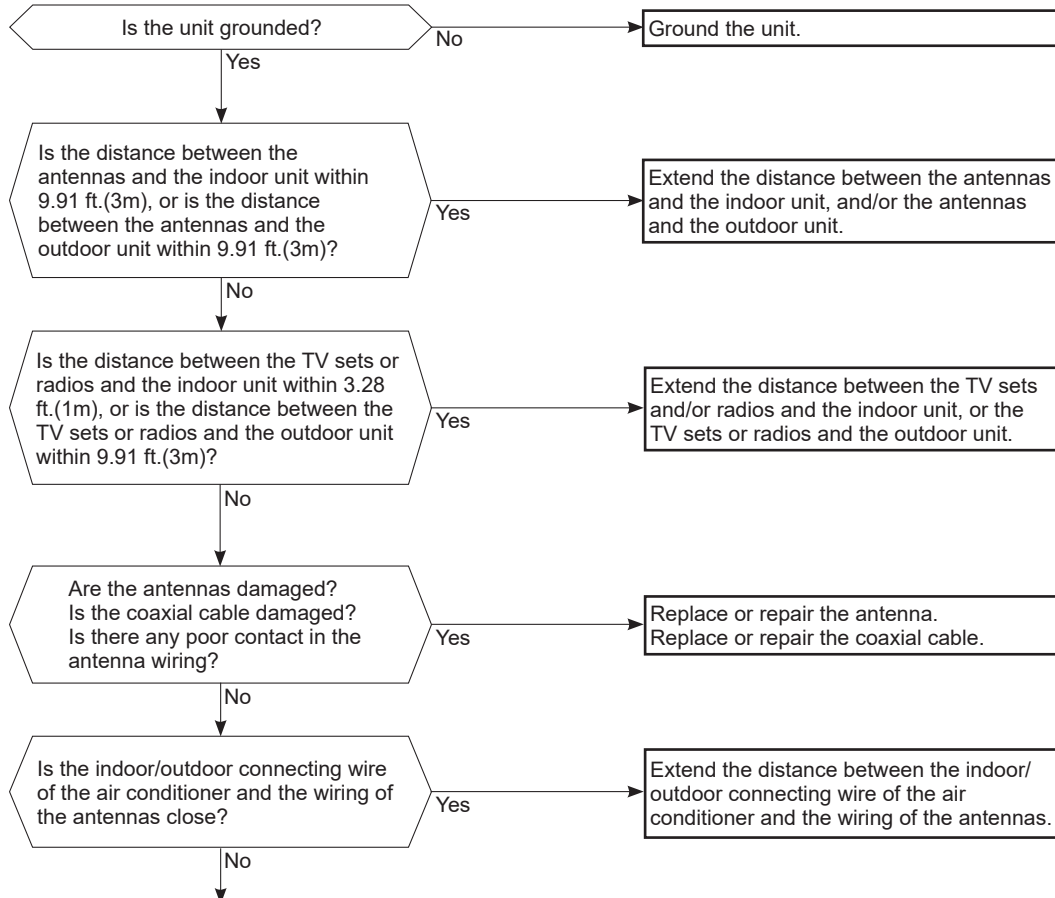 Is the unit grounded?
No
Ground the unit.
Yes
Is the distance between the
antennas and the indoor unit within
9.91 ft.(3m), or is the distance
between the antennas and the
outdoor unit within 9.91 ft.(3m)?
Yes
Extend the distance between the antennas
and the indoor unit, and/or the antennas
and the outdoor unit.
No
Is the distance between the TV sets or
radios and the indoor unit within 3.28
ft.(1m), or is the distance between the
TV sets or radios and the outdoor unit
within 9.91 ft.(3m)?
Yes
Extend the distance between the TV sets
and/or radios and the indoor unit, or the
TV sets or radios and the outdoor unit.
No
Are the antennas damaged?
Is the coaxial cable damaged?
Is there any poor contact in the
antenna wiring?
Yes
Replace or repair the antenna.
Replace or repair the coaxial cable.
No
Is the indoor/outdoor connecting wire
of the air conditioner and the wiring of
the antennas close?
Yes
Extend the distance between the indoor/
outdoor connecting wire of the air
conditioner and the wiring of the antennas.
No